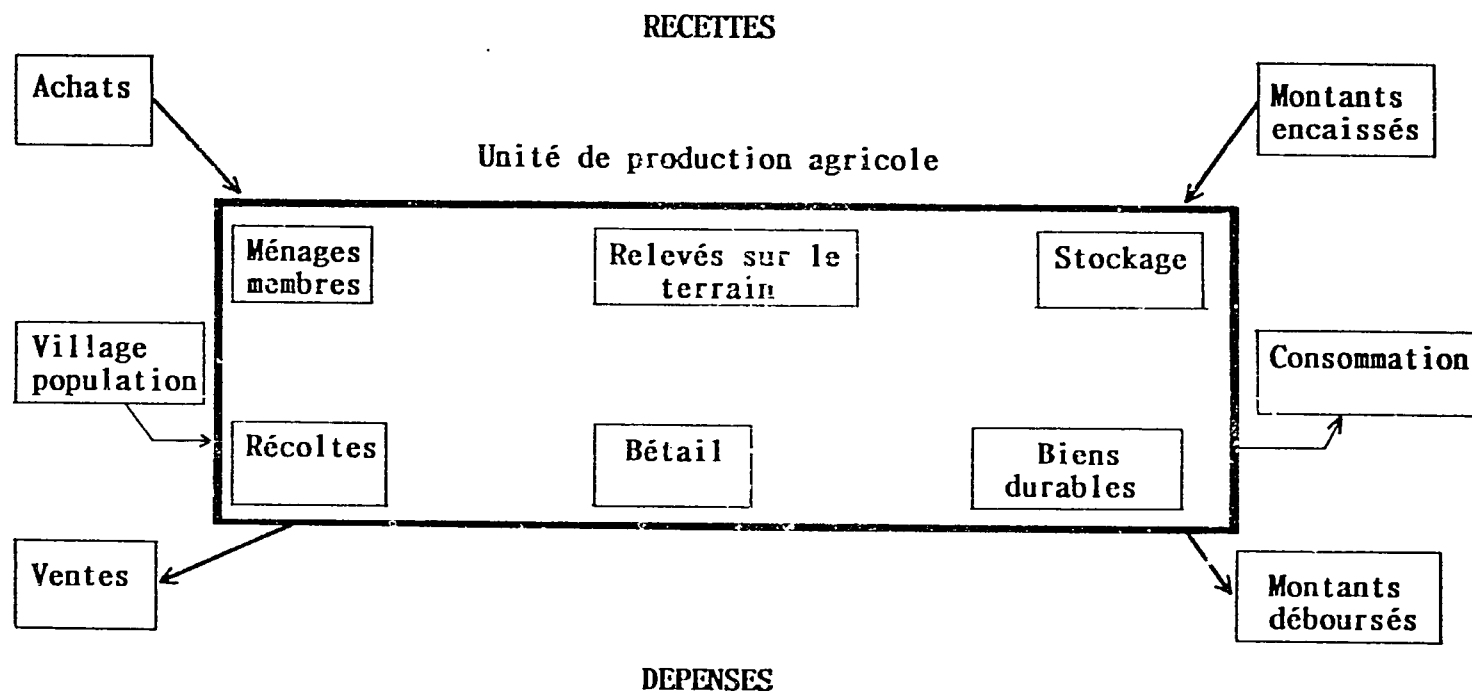 RECETTES
Achats
Montants
encaissés
Unité de production agricole
Ménages
membres
Relevés sur le
terrain
Stockage
Village
population
Consommation
Récoltes
Bétail
Biens
durables
Ventes
Montants
déboursés
DEPENSES